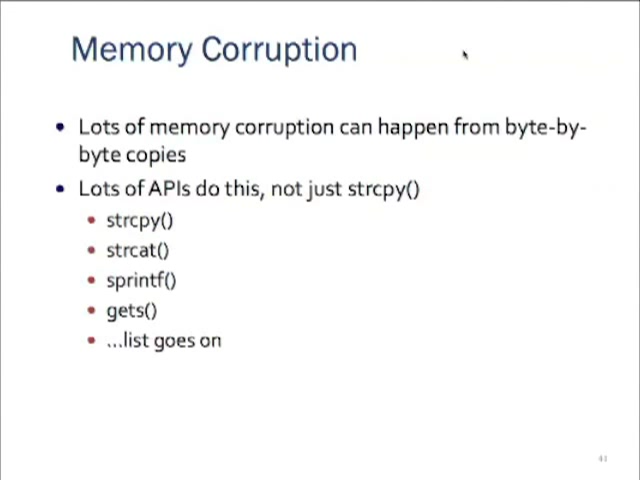 Memory Corruption
• Lots of memory corruption can happen from byte-by-
byte copies
• Lots of APIs do this, not just strcpy()
• strcpy()
• strcat()
• sprintf()
• gets()
• ...list goes on
41